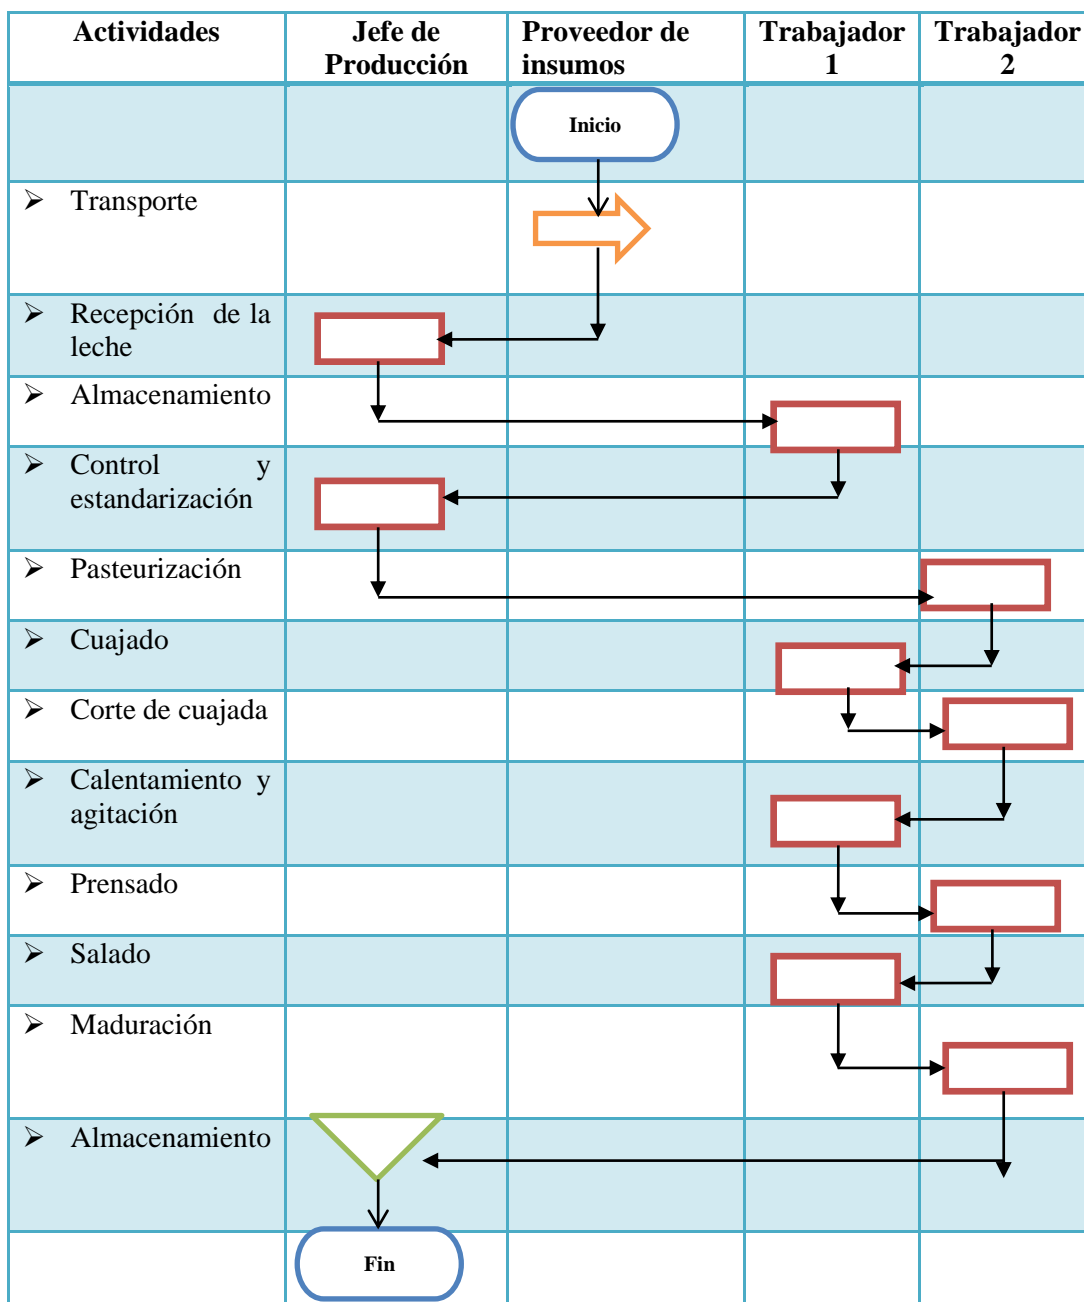 Actividades
Jefe de
Producción
Proveedor de
insumos
Trabajador
1
Trabajador
2
Inicio
➢ Transporte
➢ Recepción de la
leche
➢ Almacenamiento
➢ Control y
estandarización
➢ Pasteurización
➢ Cuajado
➢ Corte de cuajada
➢ Calentamiento y
agitación
➢ Prensado
➢ Salado
➢ Maduración
➢ Almacenamiento
Fin